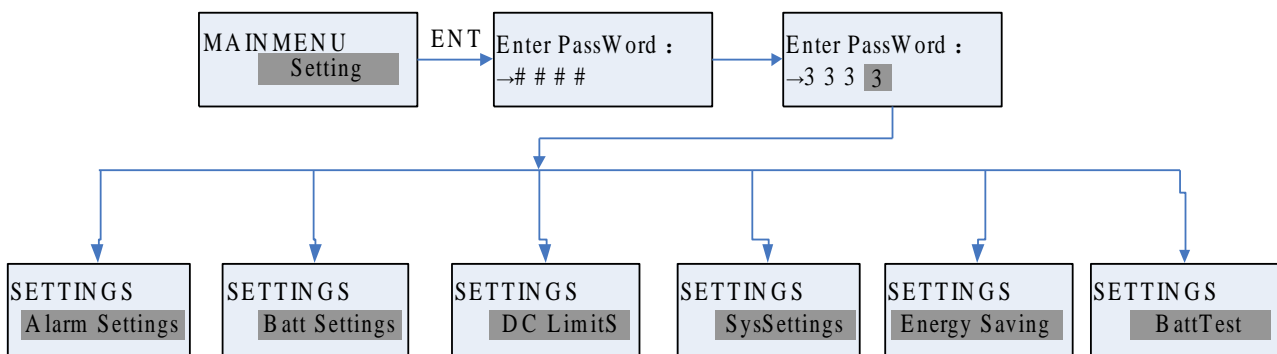 MAINMENU
Setting
ENT
Enter PassWord：
→# # # #
Enter PassWord：
→3 3 3 3
SETTINGS
Alarm Settings
SETTINGS
Batt Settings
SETTINGS
DC LimitS
SETTINGS
SysSettings
SETTINGS
Energy Saving
SETTINGS
BattTest